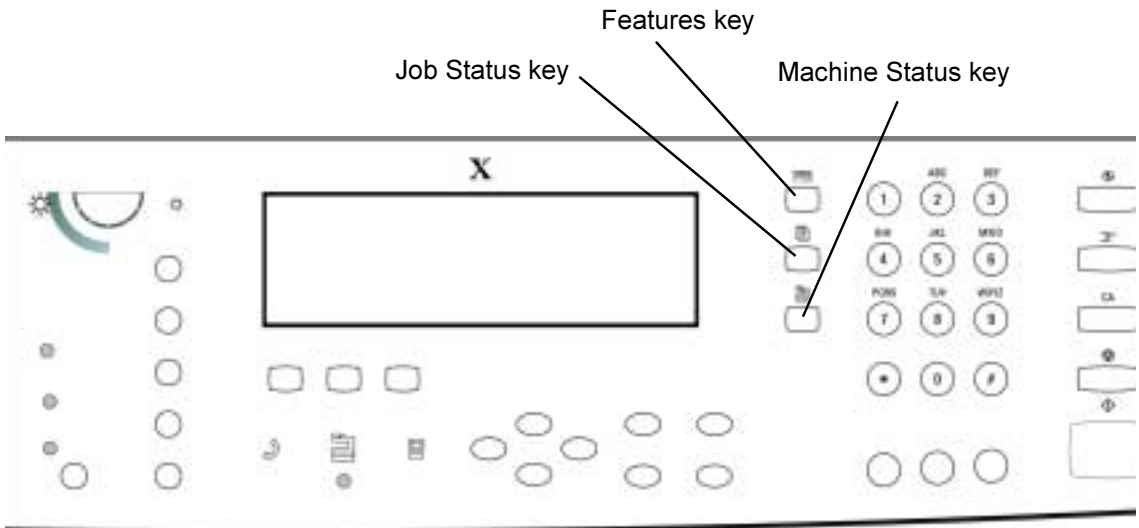 Features key
Job Status key
Machine Status key
X
ABC
DEF
1
2
3
GHI
JKL
MNO
4
5
6
PQRS
TUV
WXYZ
7
8
9
*
0
#
CA